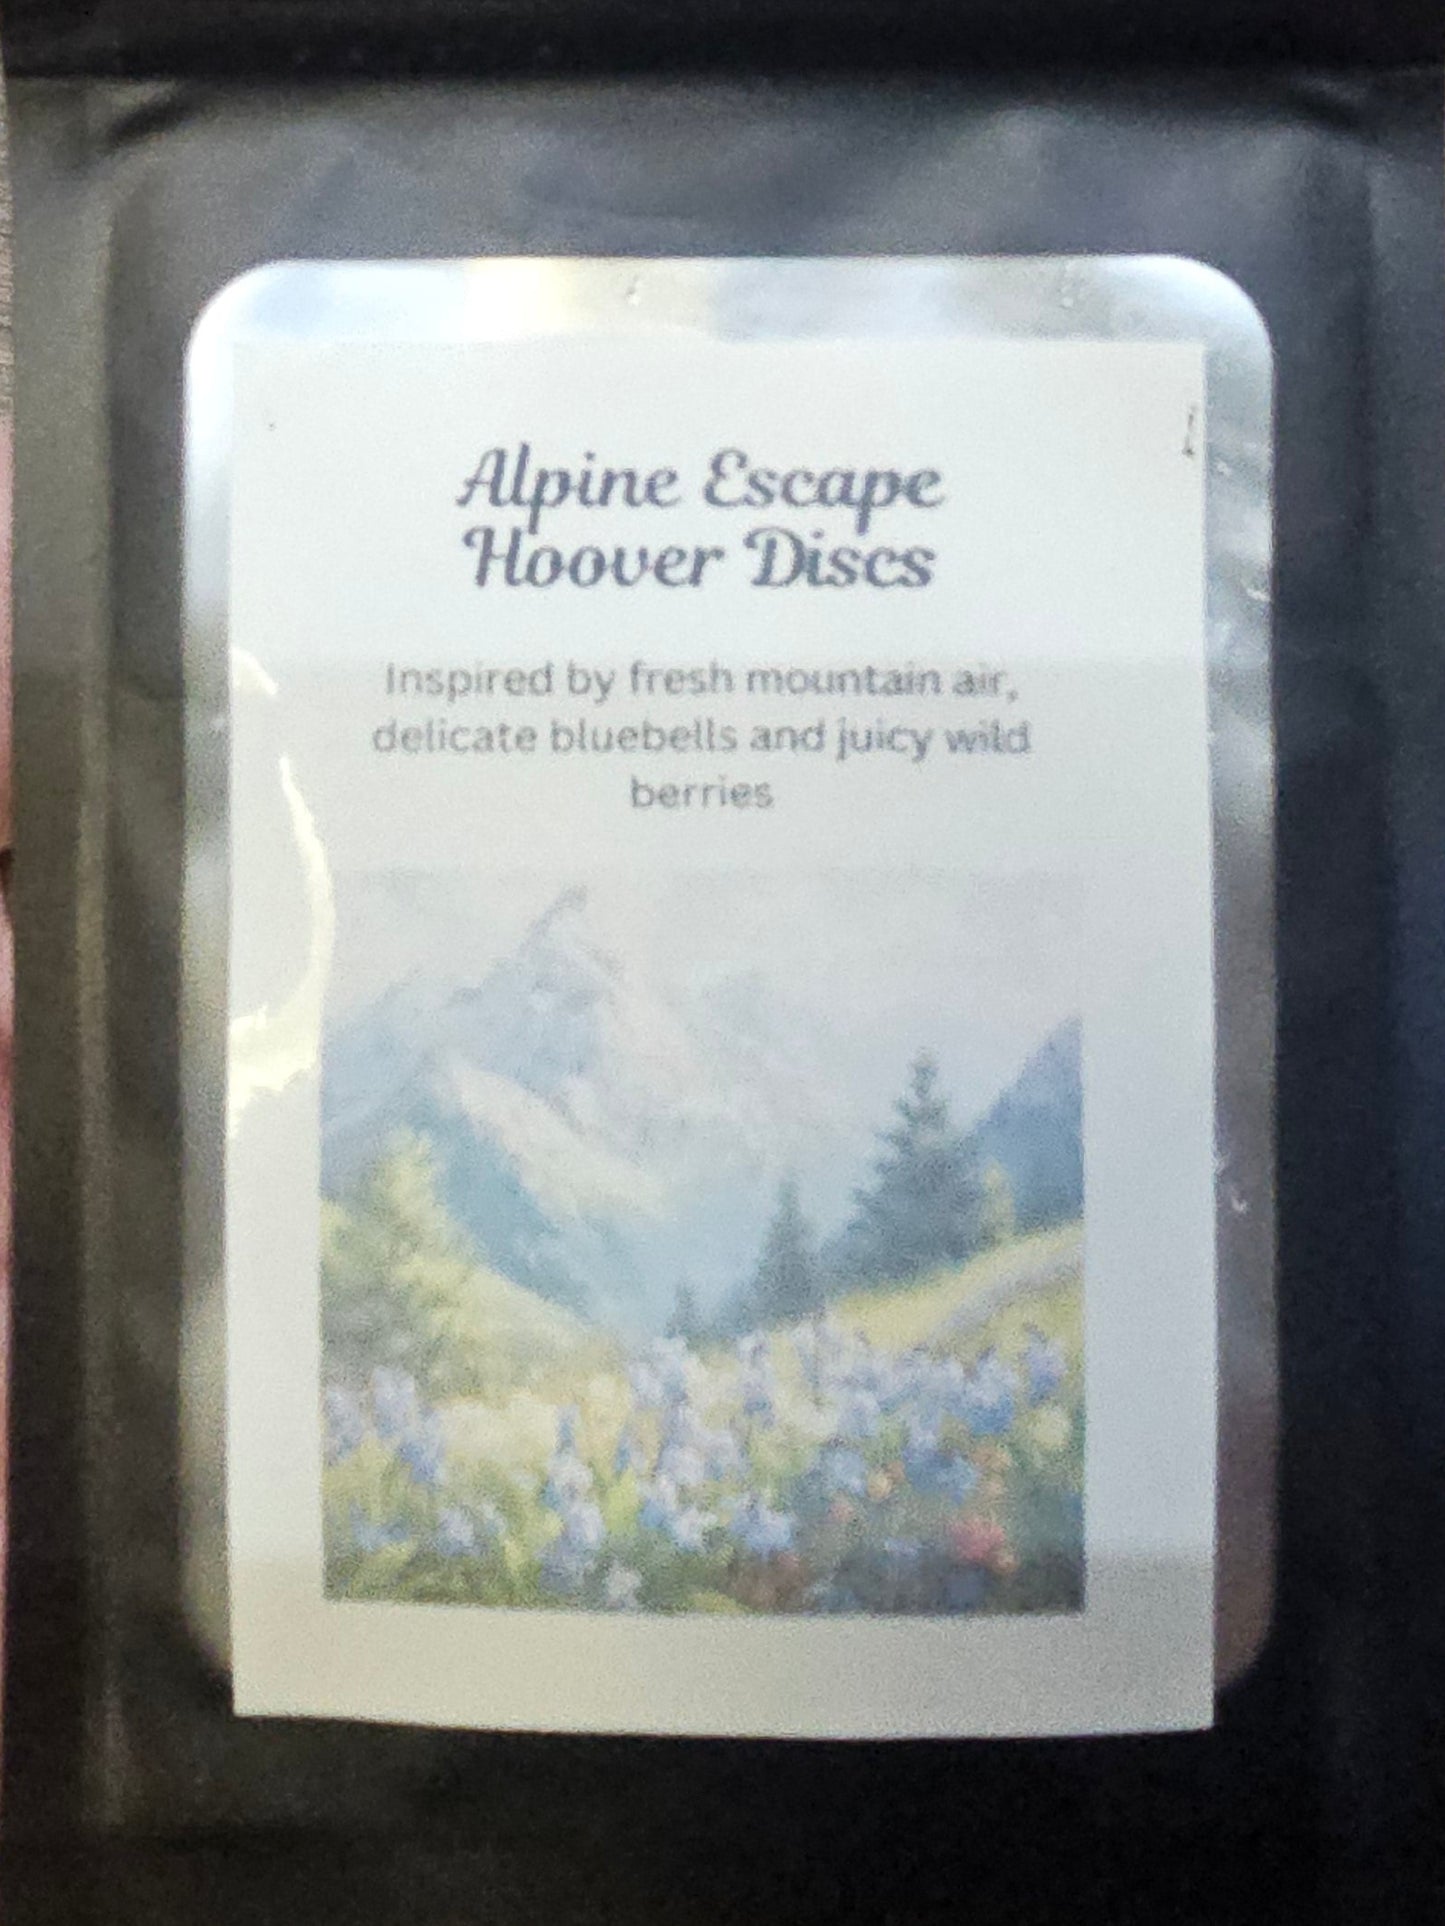 Alpine Escape
Hoover Discs
Inspired by fresh mountain air,
delicate bluebells and juicy wild
berries